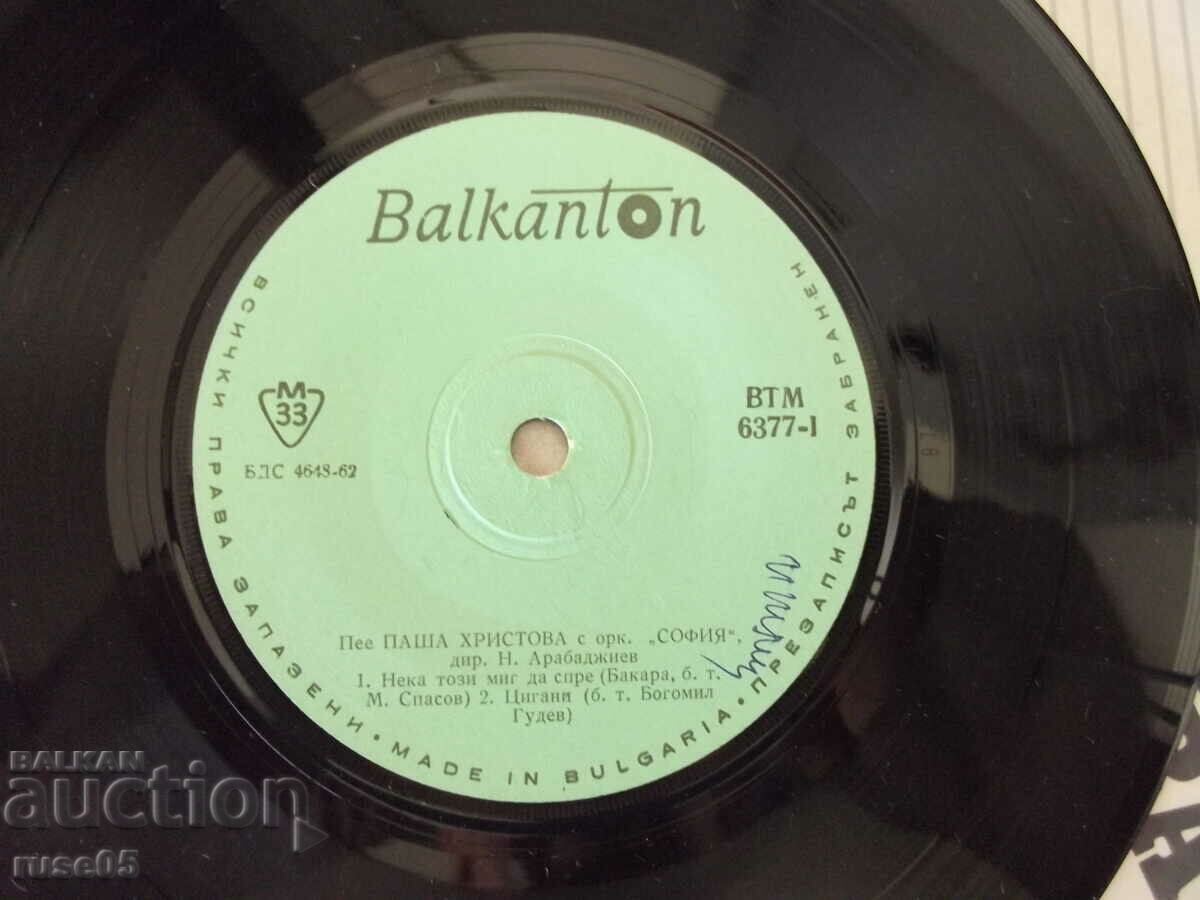 Balkanton
ВСИЧКИ ПРАВА ЗАПАЗЕНИ • MADE IN BULGARIA • ПРЕЗАПИСЪТ ЗАБРАНЕН
М
33
БДС 4648-62
ВТМ
6377-1
Пее ПАША ХРИСТОВА с орк. „СОФИЯ“,
дир. Н. Арабаджиев
1. Нека този миг да спре (Бакара, б. т.
М. Спасов) 2. Цигани (б. т. Богомил
Гудев)
BALKAN
auction
ruse05